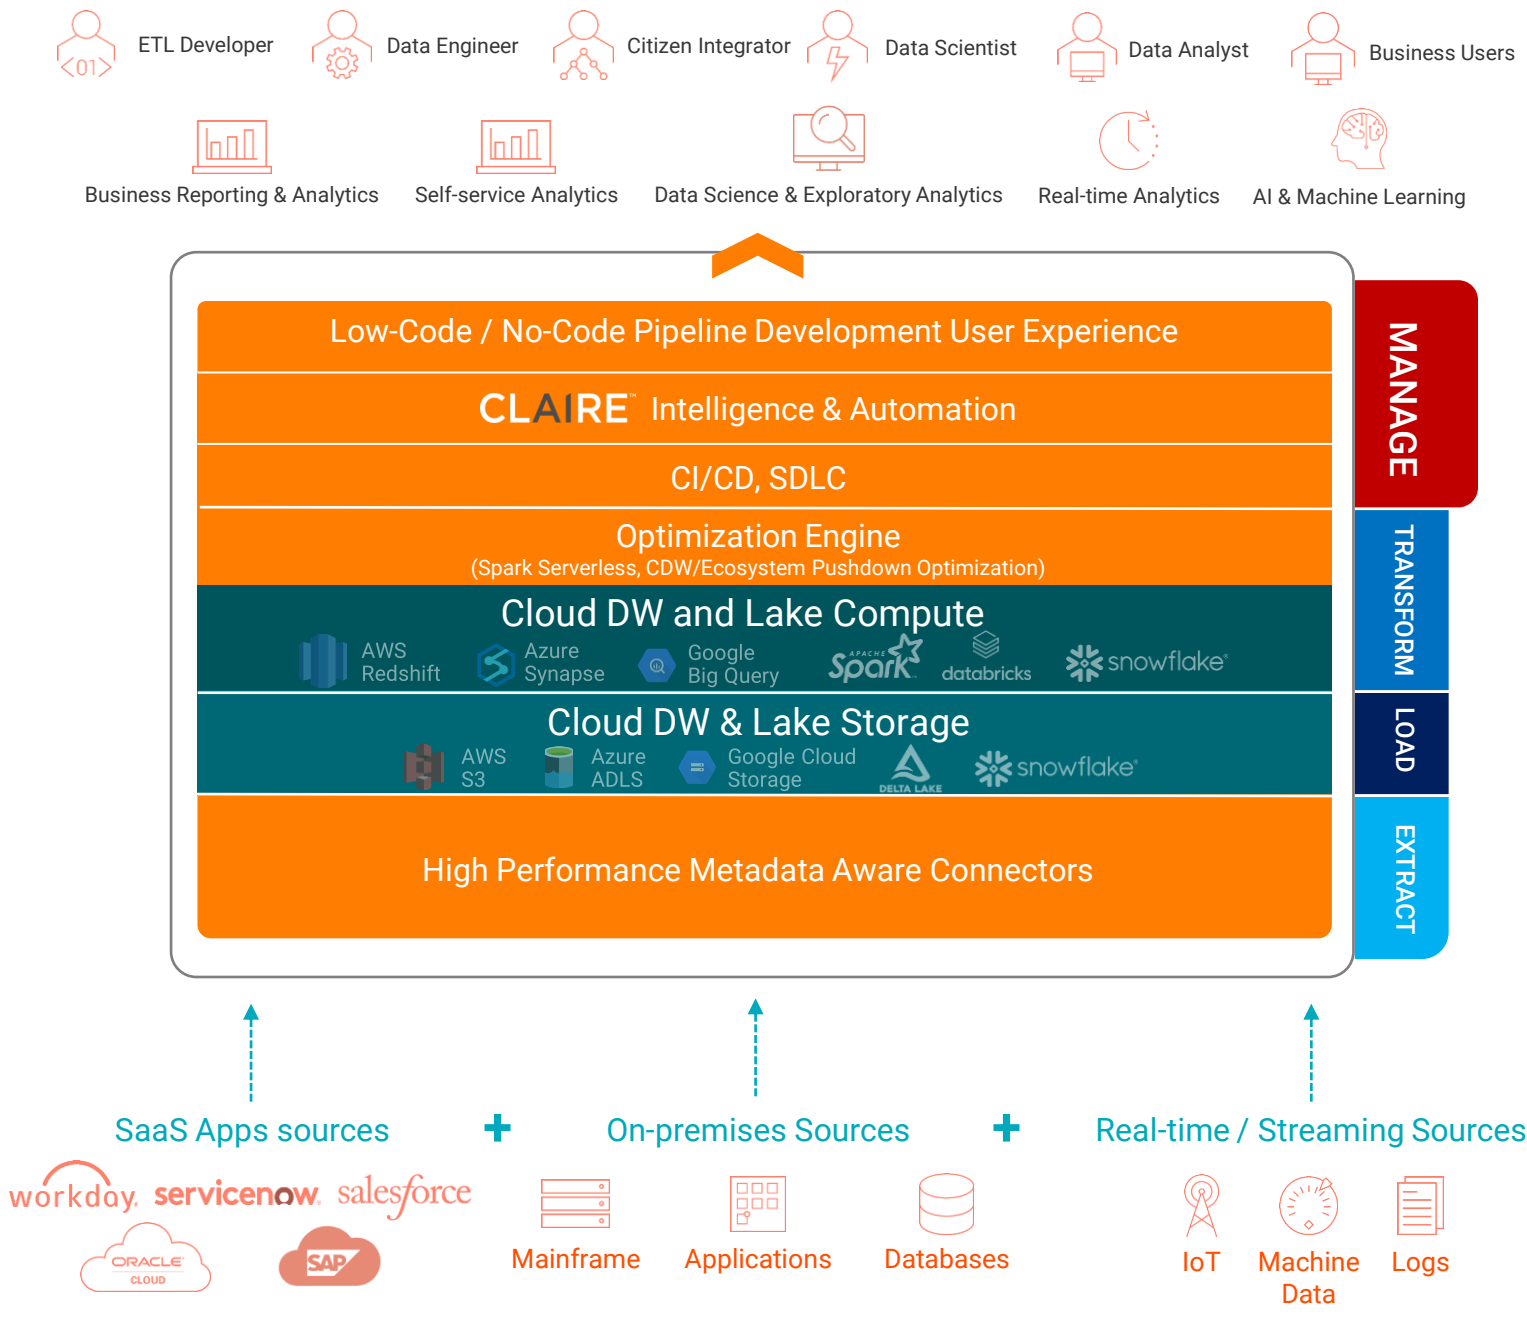 ETL Developer
Data Engineer
Citizen Integrator
Data Scientist
Data Analyst
Business Users
<01>
Business Reporting & Analytics
Self-service Analytics
Data Science & Exploratory Analytics
Real-time Analytics
AI & Machine Learning
Low-Code / No-Code Pipeline Development User Experience
CLAIRE™ Intelligence & Automation
CI/CD, SDLC
MANAGE
Optimization Engine
(Spark Serverless, CDW/Ecosystem Pushdown Optimization)
Cloud DW and Lake Compute
AWS
Redshift
Azure
Synapse
Google
Big Query
APACHE
Spark™
databricks
snowflake®
TRANSFORM
Cloud DW & Lake Storage
AWS
S3
Azure
ADLS
Google Cloud
Storage
DELTA LAKE
snowflake®
LOAD
High Performance Metadata Aware Connectors
EXTRACT
SaaS Apps sources
+
On-premises Sources
+
Real-time / Streaming Sources
workday.
servicenow.
salesforce
ORACLE
CLOUD
SAP
Mainframe
Applications
Databases
IoT
Machine
Data
Logs